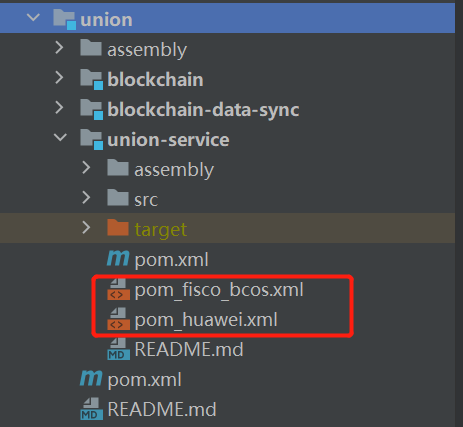 union
assembly
blockchain
blockchain-data-sync
union-service
assembly
src
target
m pom.xml
pom_fisco_bcos.xml
pom_huawei.xml
MD README.md
m pom.xml
MD README.md